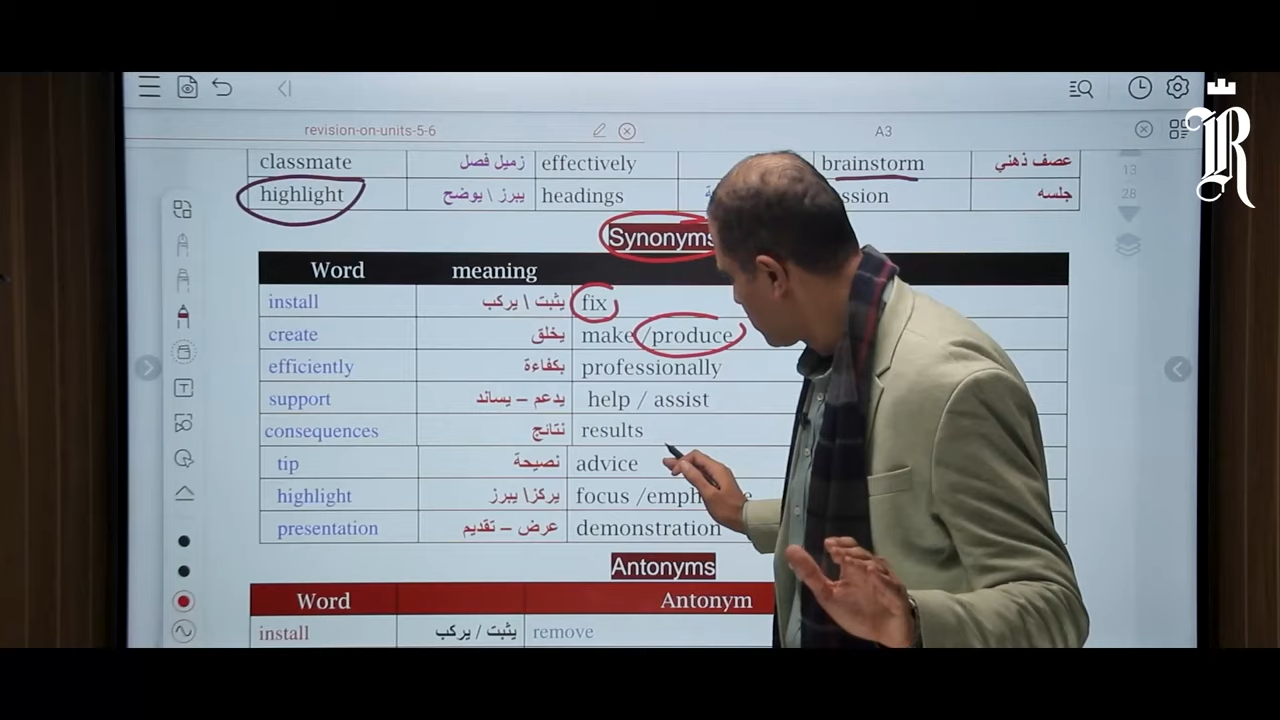 revision-on-units-5-6 A3
classmate زميل فصل effectively brainstorm عصف ذهني
13
highlight يبرز \ يوضح headings جلسه
28
R
Synonyms
Word meaning
install يثبت \ يركب fix
create يخلق make /produce
efficiently بكفاءة professionally
support يدعم – يساند help / assist
consequences نتائج results
tip نصيحة advice
highlight يركز\ يبرز focus
presentation عرض – تقديم demonstration
Antonyms
Word Antonym
install يثبت / يركب remove